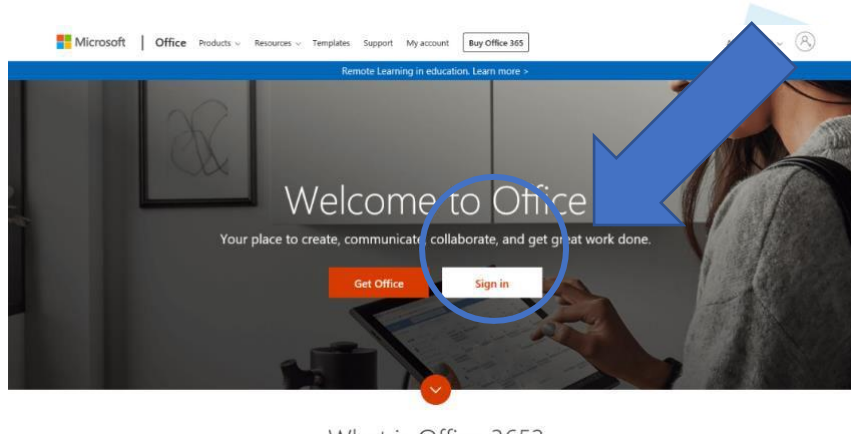 Microsoft | Office Products Resources Templates Support My account Buy Office 365
Remote Learning in education. Learn more >
Welcome to Office
Your place to create, communicate, collaborate, and get great work done.
Get Office Sign in